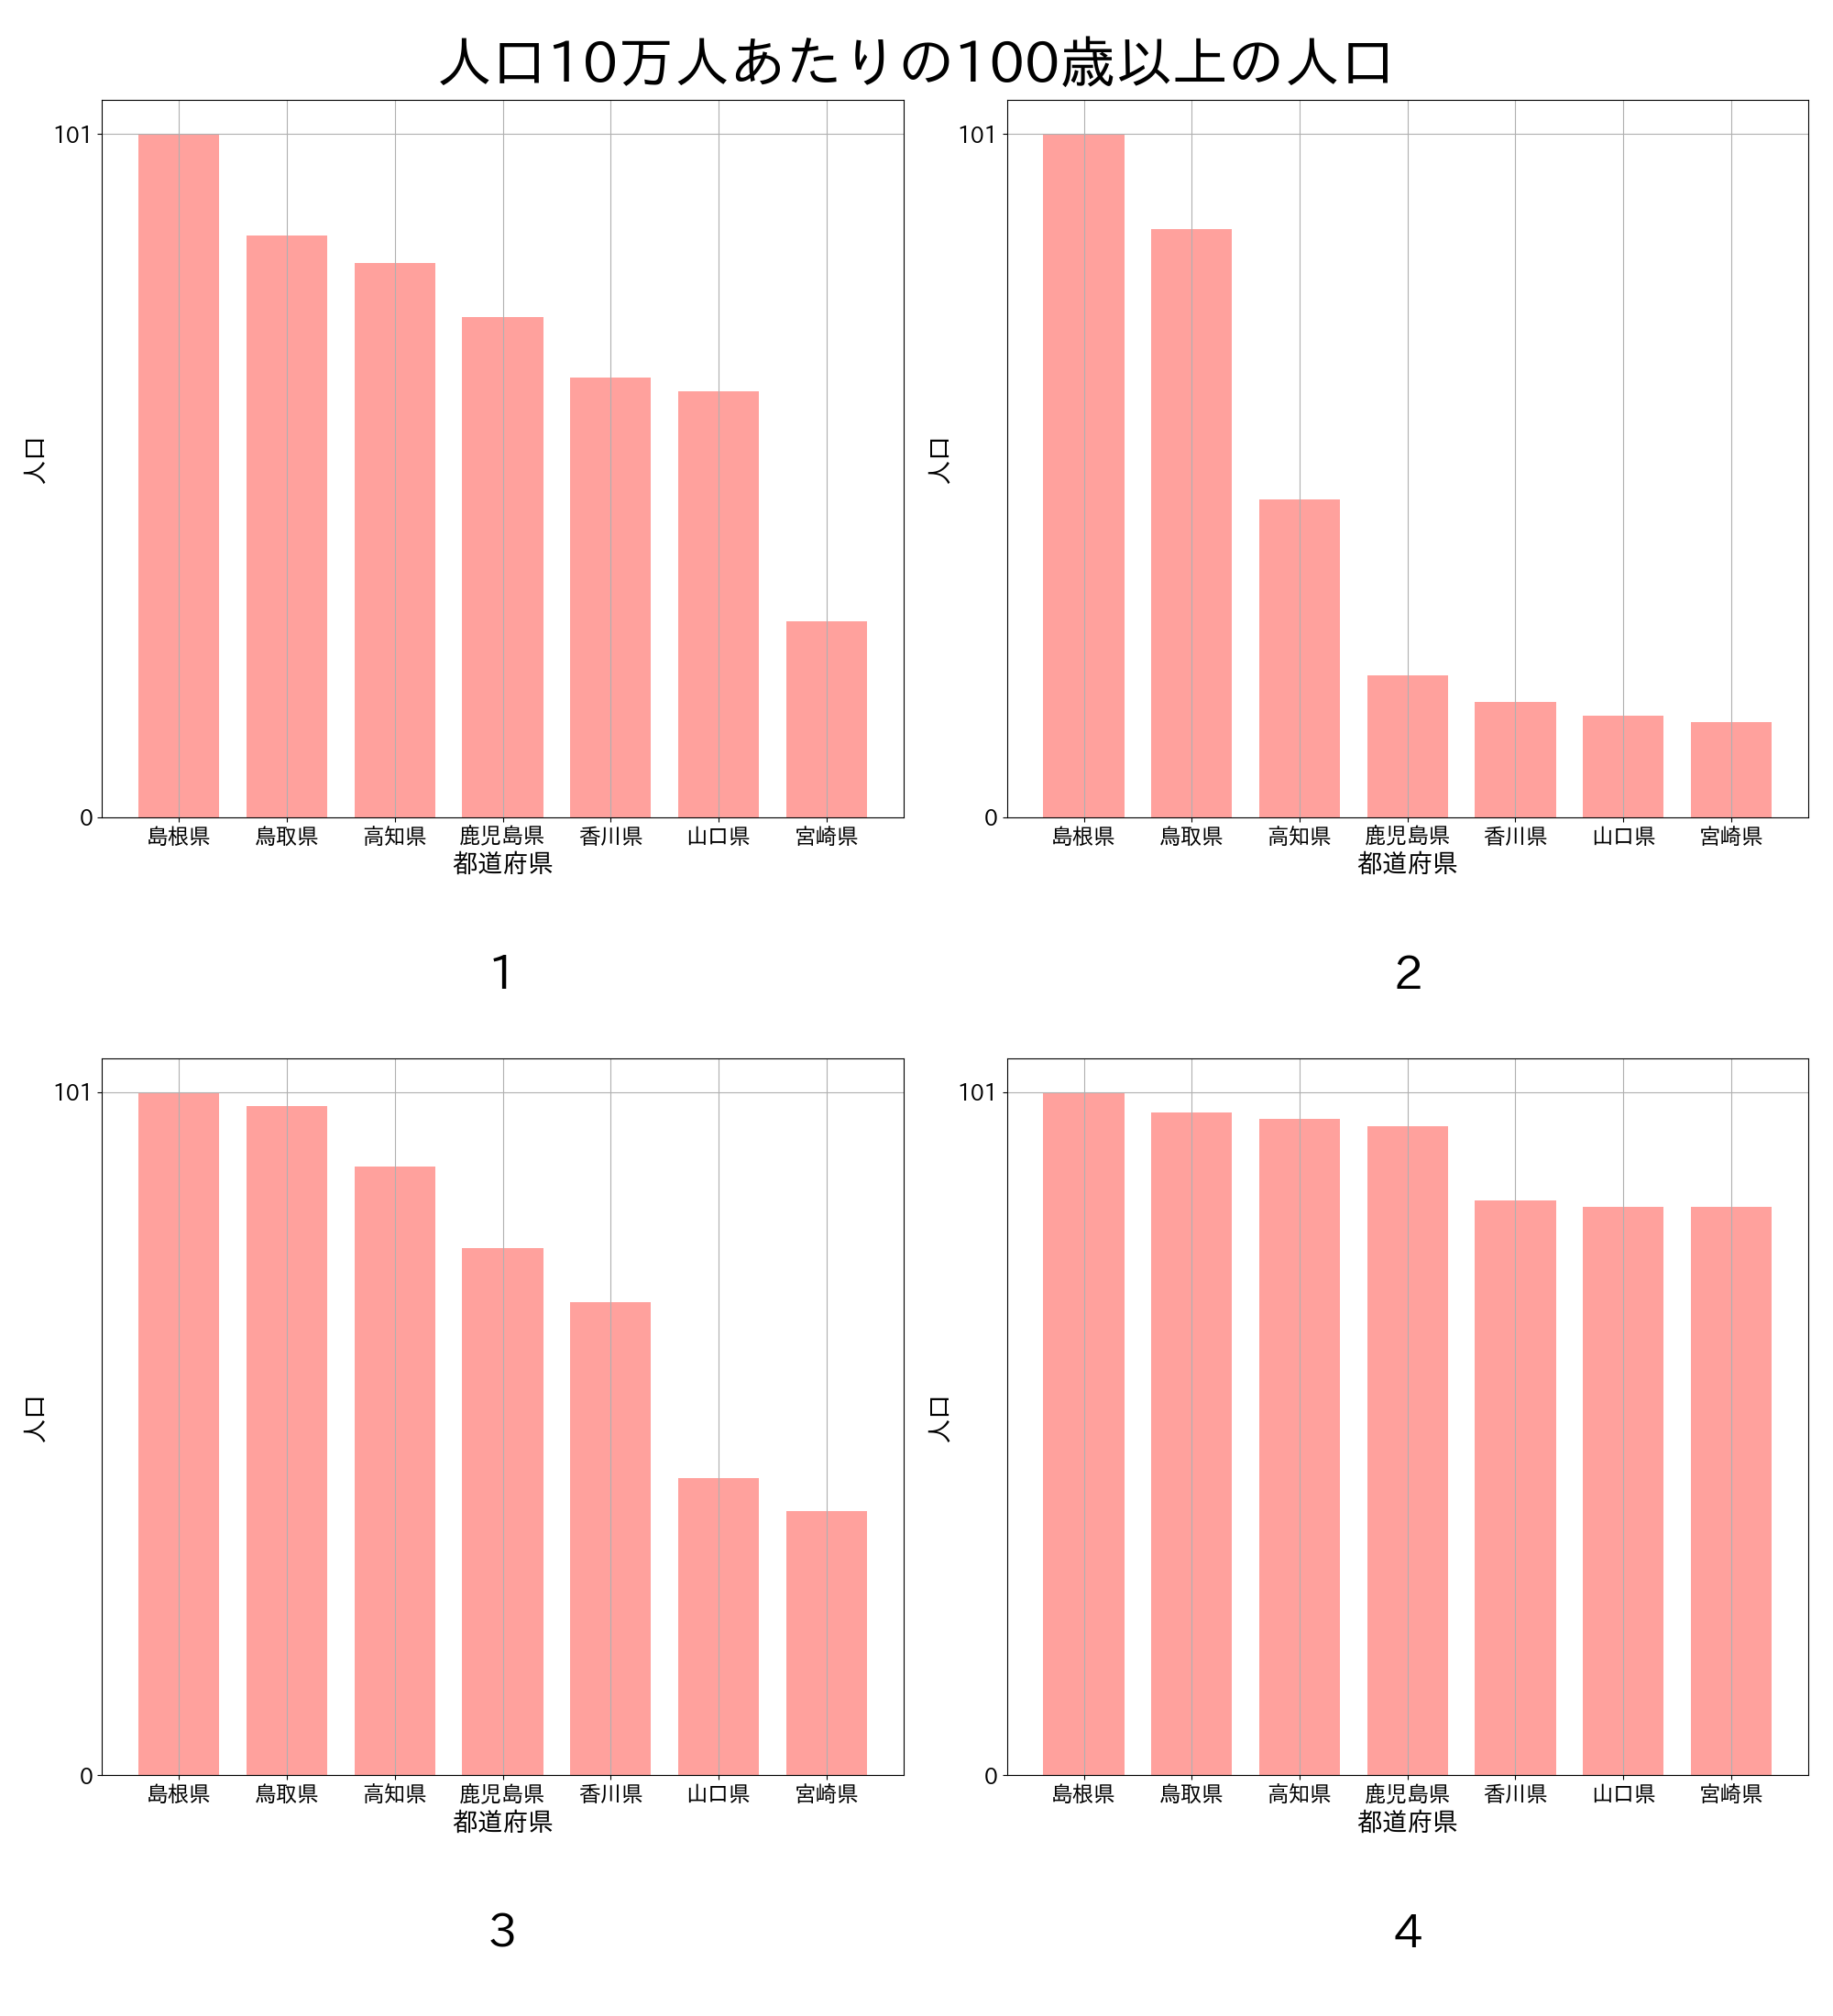 人口10万人あたりの100歳以上の人口
101
0
人口
島根県 鳥取県 高知県 鹿児島県 香川県 山口県 宮崎県
都道府県
1
101
0
人口
島根県 鳥取県 高知県 鹿児島県 香川県 山口県 宮崎県
都道府県
2
101
0
人口
島根県 鳥取県 高知県 鹿児島県 香川県 山口県 宮崎県
都道府県
3
101
0
人口
島根県 鳥取県 高知県 鹿児島県 香川県 山口県 宮崎県
都道府県
4